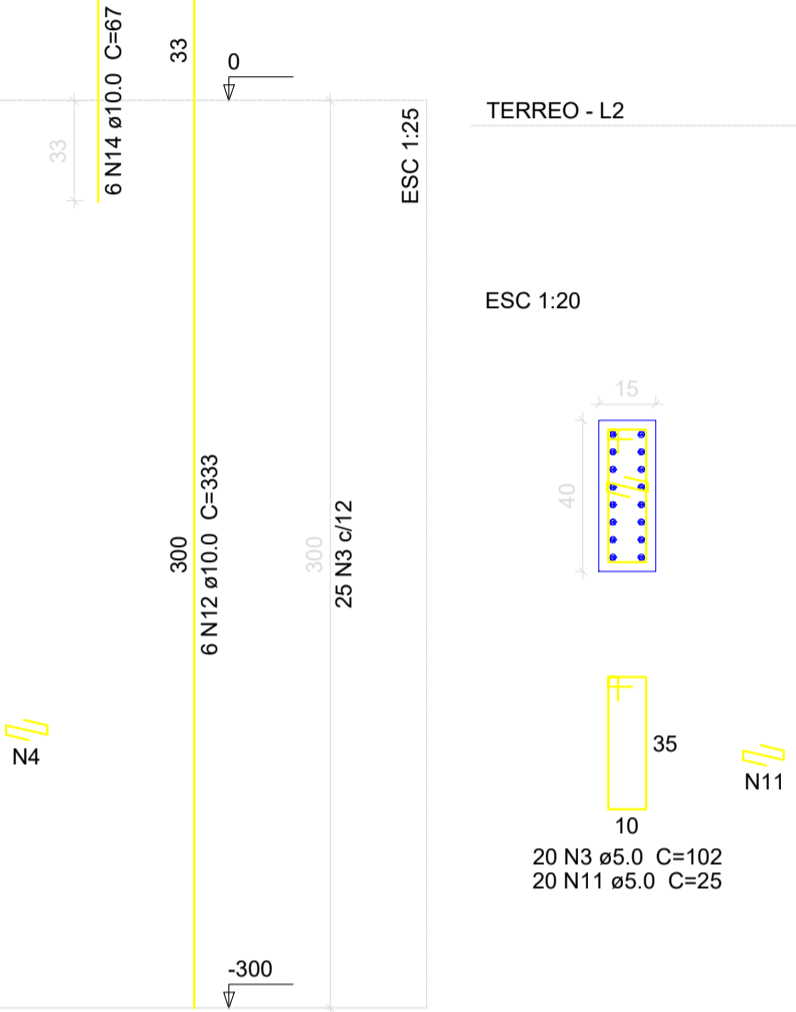 6 N14 ø10.0 C=67
33
33
0
ESC 1:25
300
6 N12 ø10.0 C=333
300
25 N3 c/12
N4
-300
TERREO - L2
ESC 1:20
15
40
35
10
N11
20 N3 ø5.0 C=102
20 N11 ø5.0 C=25